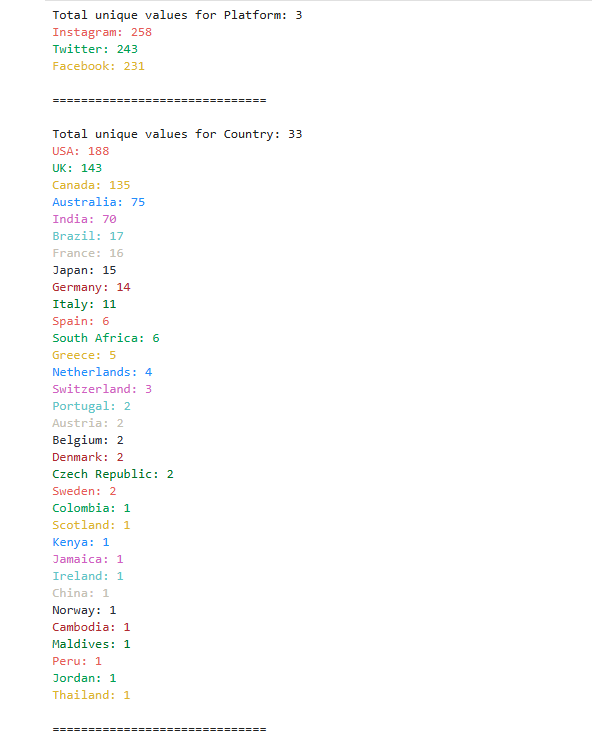 Total unique values for Platform: 3
Instagram: 258
Twitter: 243
Facebook: 231
==============================
Total unique values for Country: 33
USA: 188
UK: 143
Canada: 135
Australia: 75
India: 70
Brazil: 17
France: 16
Japan: 15
Germany: 14
Italy: 11
Spain: 6
South Africa: 6
Greece: 5
Netherlands: 4
Switzerland: 3
Portugal: 2
Austria: 2
Belgium: 2
Denmark: 2
Czech Republic: 2
Sweden: 2
Colombia: 1
Scotland: 1
Kenya: 1
Jamaica: 1
Ireland: 1
China: 1
Norway: 1
Cambodia: 1
Maldives: 1
Peru: 1
Jordan: 1
Thailand: 1
==============================